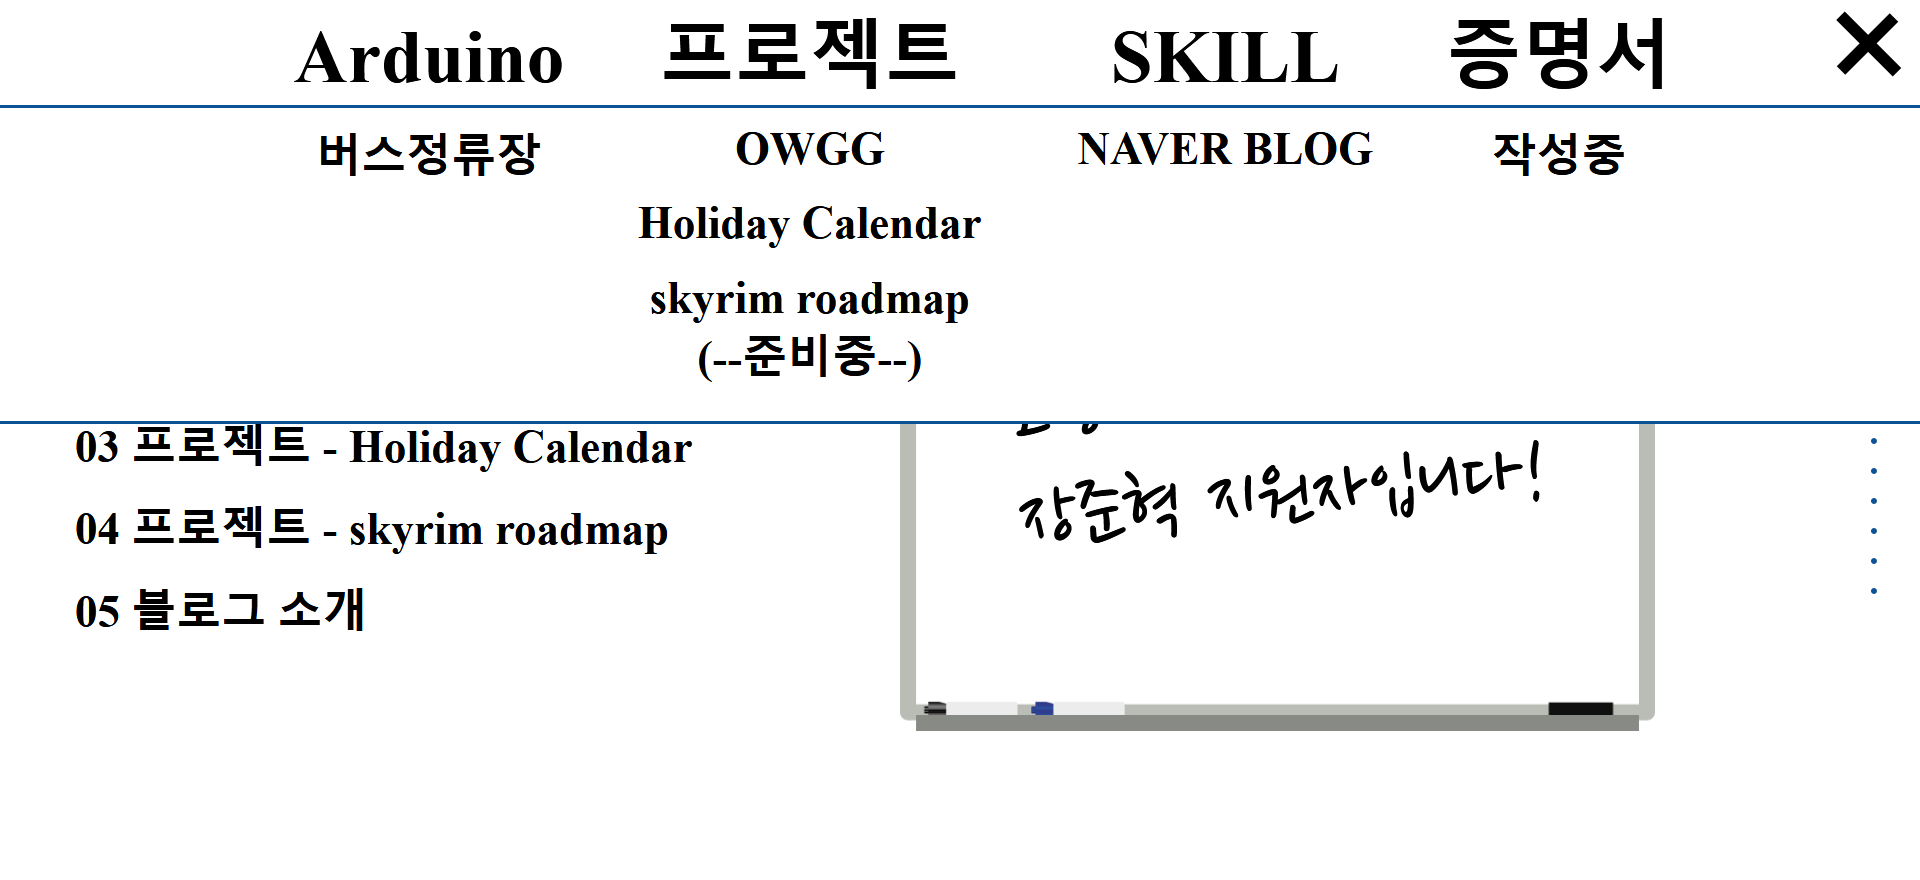 Arduino 프로젝트 SKILL 증명서
버스정류장 OWGG NAVER BLOG 작성중
Holiday Calendar
skyrim roadmap
(--준비중--)
03 프로젝트 - Holiday Calendar
04 프로젝트 - skyrim roadmap
05 블로그 소개
장준혁 지원자입니다!